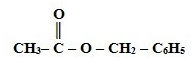 O
||
CH₃– C – O – CH₂ – C₆H₅